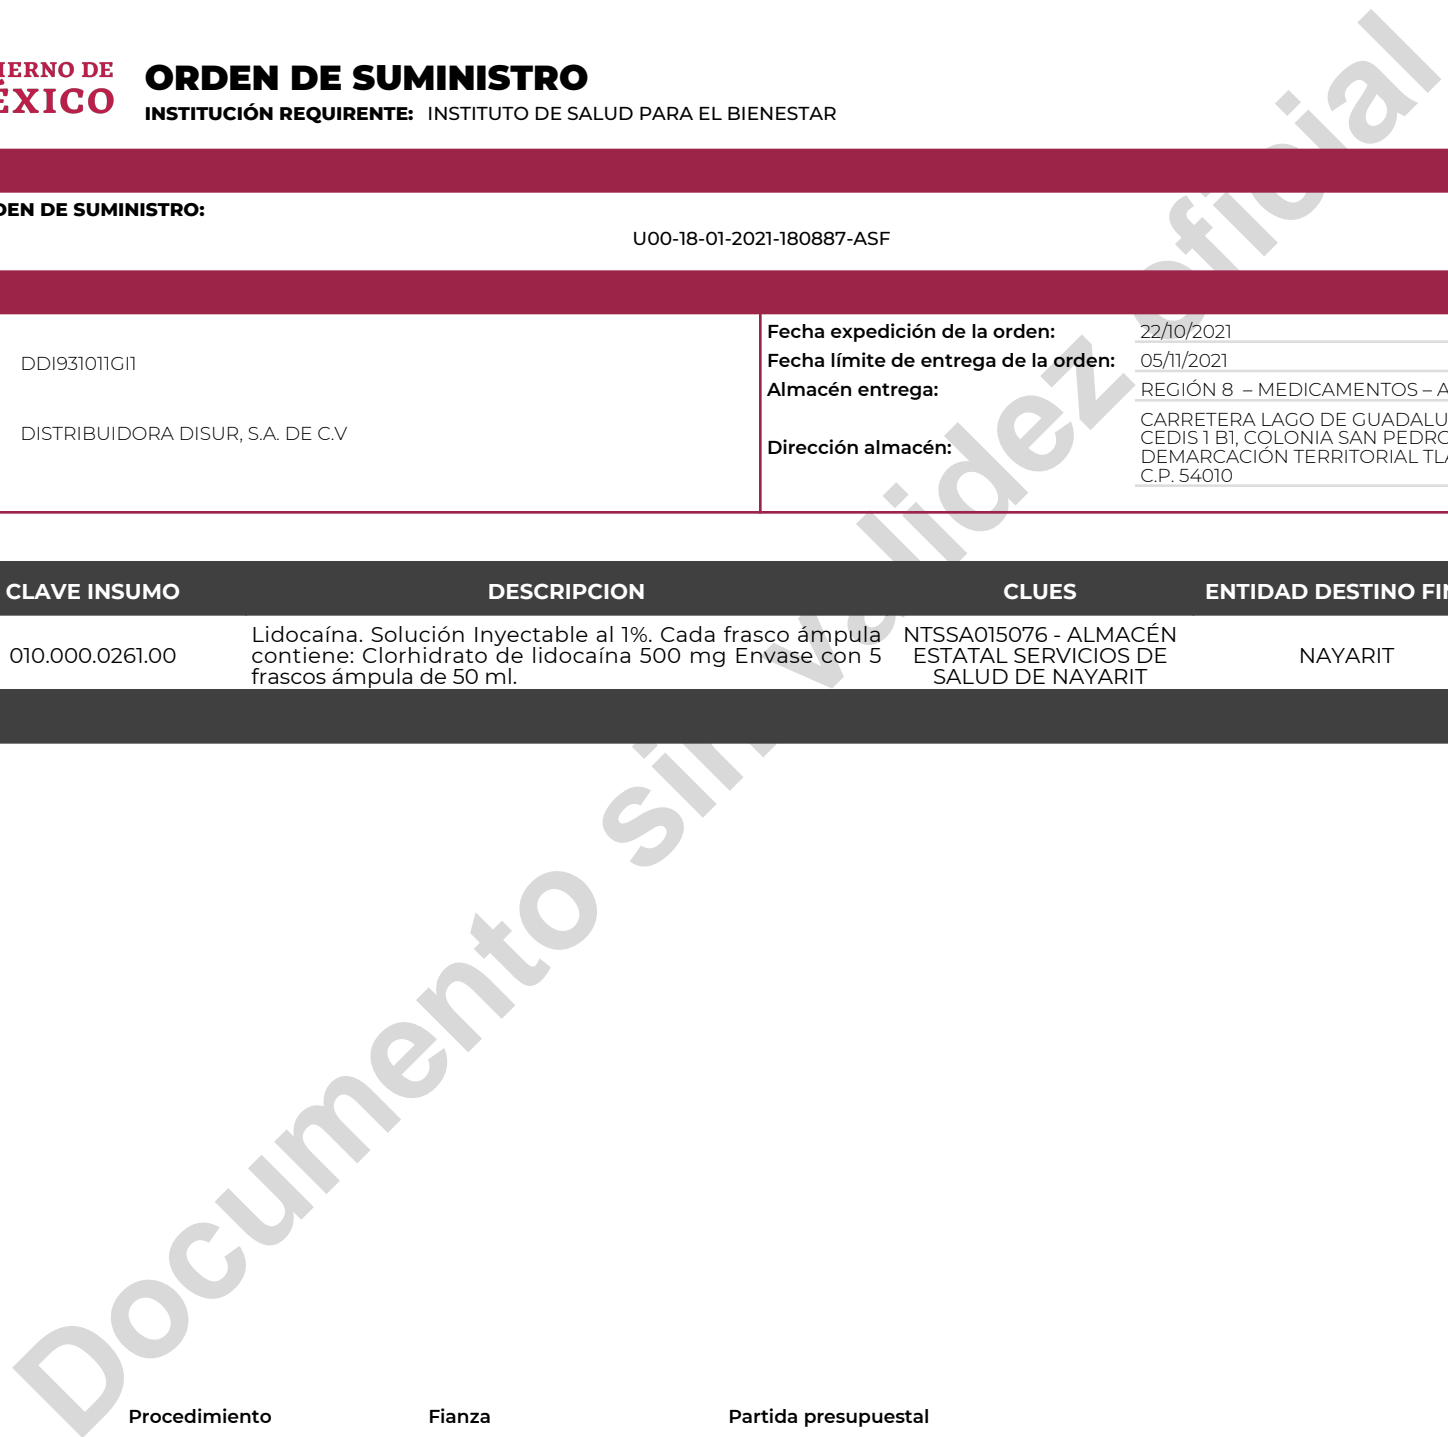 IERNO DE
ÉXICO
ORDEN DE SUMINISTRO
INSTITUCIÓN REQUIRENTE: INSTITUTO DE SALUD PARA EL BIENESTAR
DEN DE SUMINISTRO:
U00-18-01-2021-180887-ASF
DDI931011GI1
DISTRIBUIDORA DISUR, S.A. DE C.V
Fecha expedición de la orden: 22/10/2021
Fecha límite de entrega de la orden: 05/11/2021
Almacén entrega: REGIÓN 8 – MEDICAMENTOS – A
Dirección almacén:
CARRETERA LAGO DE GUADALU
CEDIS 1 B1, COLONIA SAN PEDRO
DEMARCACIÓN TERRITORIAL TLA
C.P. 54010
CLAVE INSUMO DESCRIPCION CLUES ENTIDAD DESTINO FIN
010.000.0261.00
Lidocaína. Solución Inyectable al 1%. Cada frasco ámpula
contiene: Clorhidrato de lidocaína 500 mg Envase con 5
frascos ámpula de 50 ml.
NTSSA015076 - ALMACÉN
ESTATAL SERVICIOS DE
SALUD DE NAYARIT
NAYARIT
Documento sin validez oficial
Procedimiento Fianza Partida presupuestal